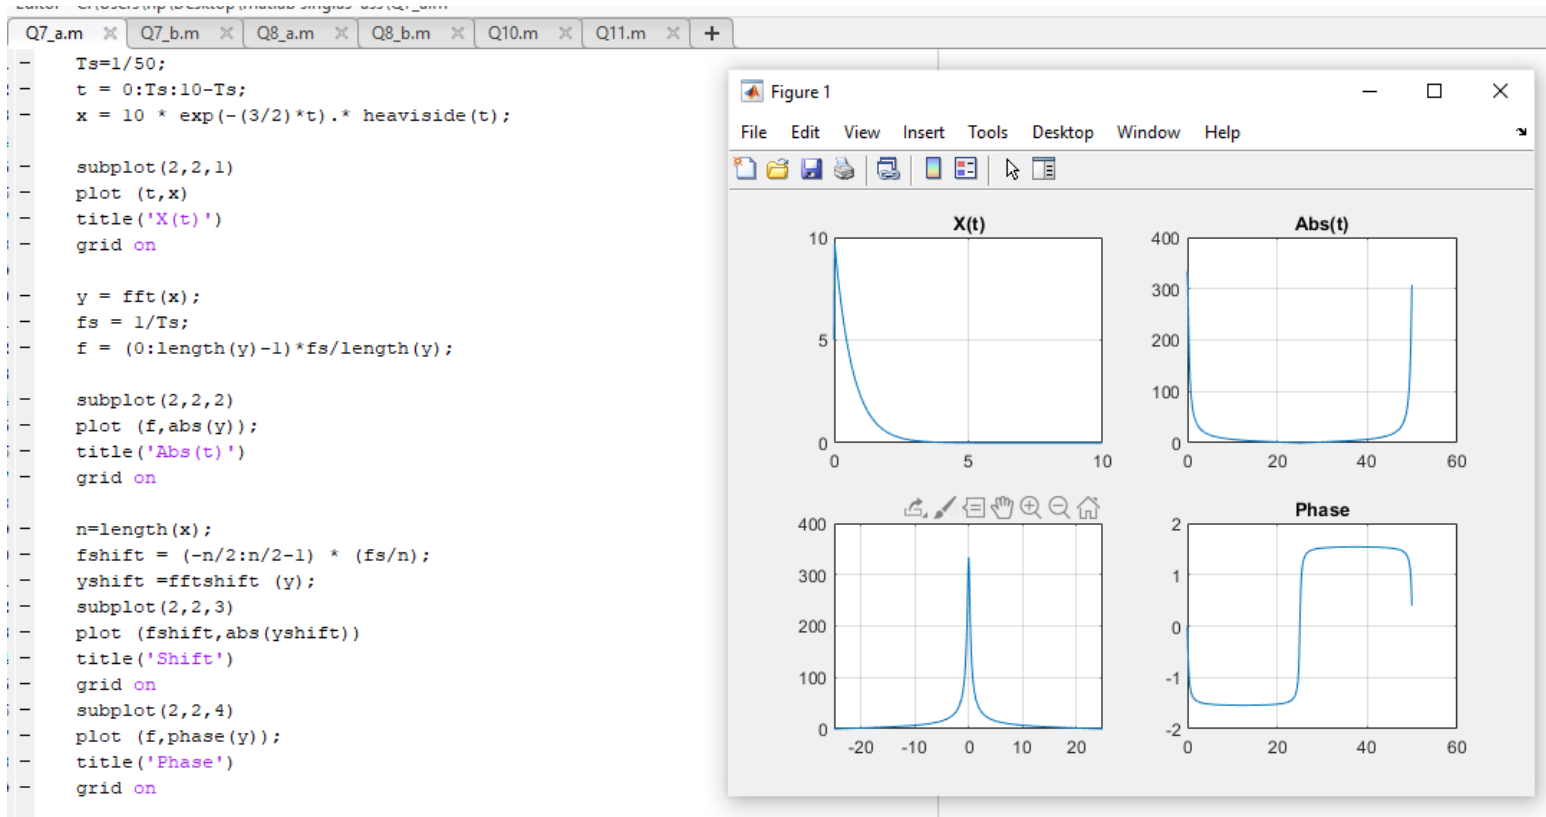 Q7_a.m Q7_b.m Q8_a.m Q8_b.m Q10.m Q11.m
Ts=1/50;
t = 0:Ts:10-Ts;
x = 10 * exp(-(3/2)*t).* heaviside(t);
subplot(2,2,1)
plot (t,x)
title('X(t)')
grid on
y = fft(x);
fs = 1/Ts;
f = (0:length(y)-1)*fs/length(y);
subplot(2,2,2)
plot (f,abs(y));
title('Abs(t)')
grid on
n=length(x);
fshift = (-n/2:n/2-1) * (fs/n);
yshift =fftshift (y);
subplot(2,2,3)
plot (fshift,abs(yshift))
title('Shift')
grid on
subplot(2,2,4)
plot (f,phase(y));
title('Phase')
grid on
Figure 1
File Edit View Insert Tools Desktop Window Help
X(t)
10
5
0
0 5 10
Abs(t)
400
300
200
100
0
0 20 40 60
400
300
200
100
0
-20 -10 0 10 20
Phase
2
1
0
-1
-2
0 20 40 60